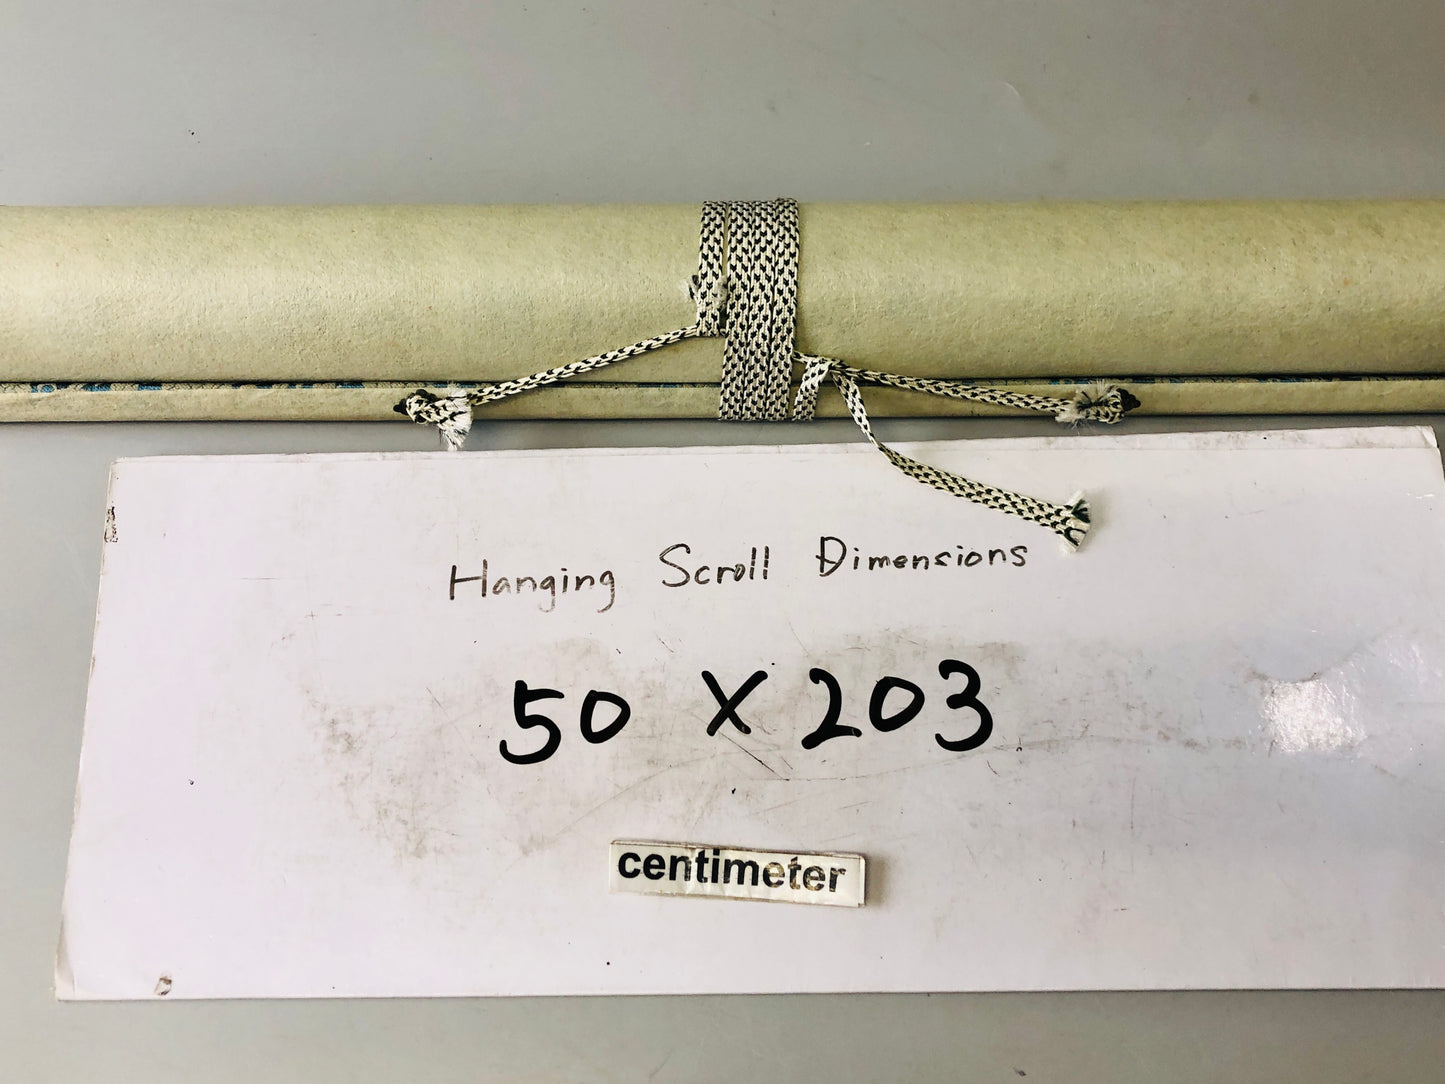 Hanging Scroll Dimensions
50 X 203
centimeter